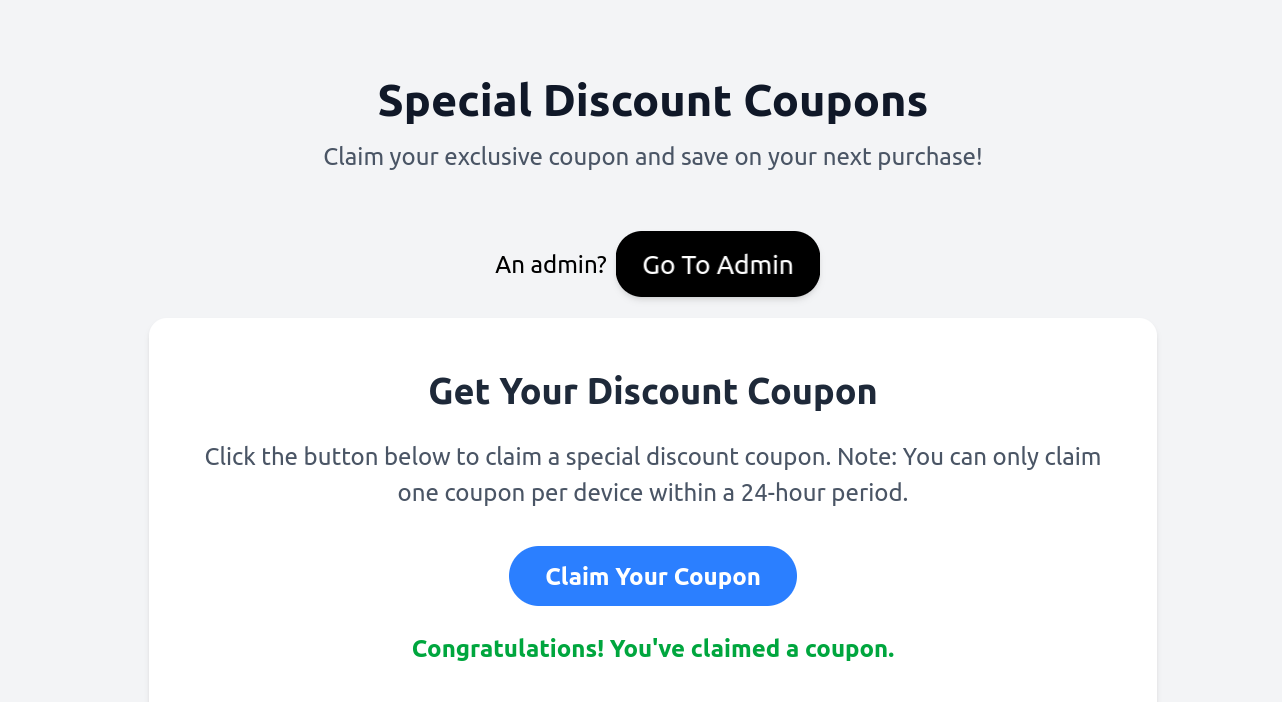 Special Discount Coupons
Claim your exclusive coupon and save on your next purchase!
An admin? Go To Admin
Get Your Discount Coupon
Click the button below to claim a special discount coupon. Note: You can only claim
one coupon per device within a 24-hour period.
Claim Your Coupon
Congratulations! You've claimed a coupon.